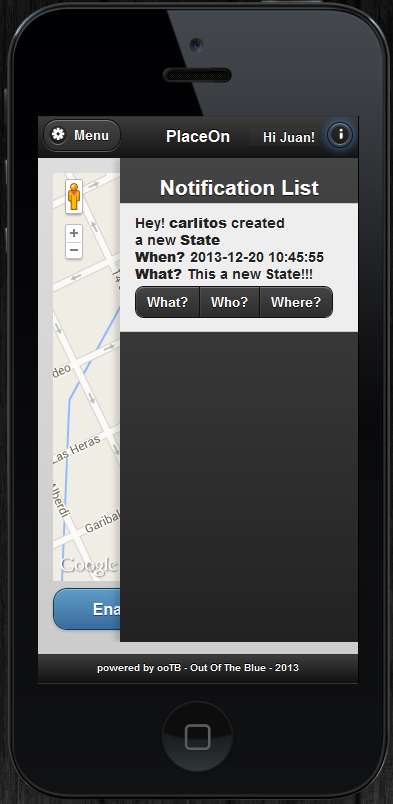 Menu
PlaceOn
Hi Juan!
Notification List
Hey! carlitos created
a new State
When? 2013-12-20 10:45:55
What? This a new State!!!
What? Who? Where?
deo
Las Heras
Alberdi
Garibal
Google
Ena
powered by ooTB - Out Of The Blue - 2013